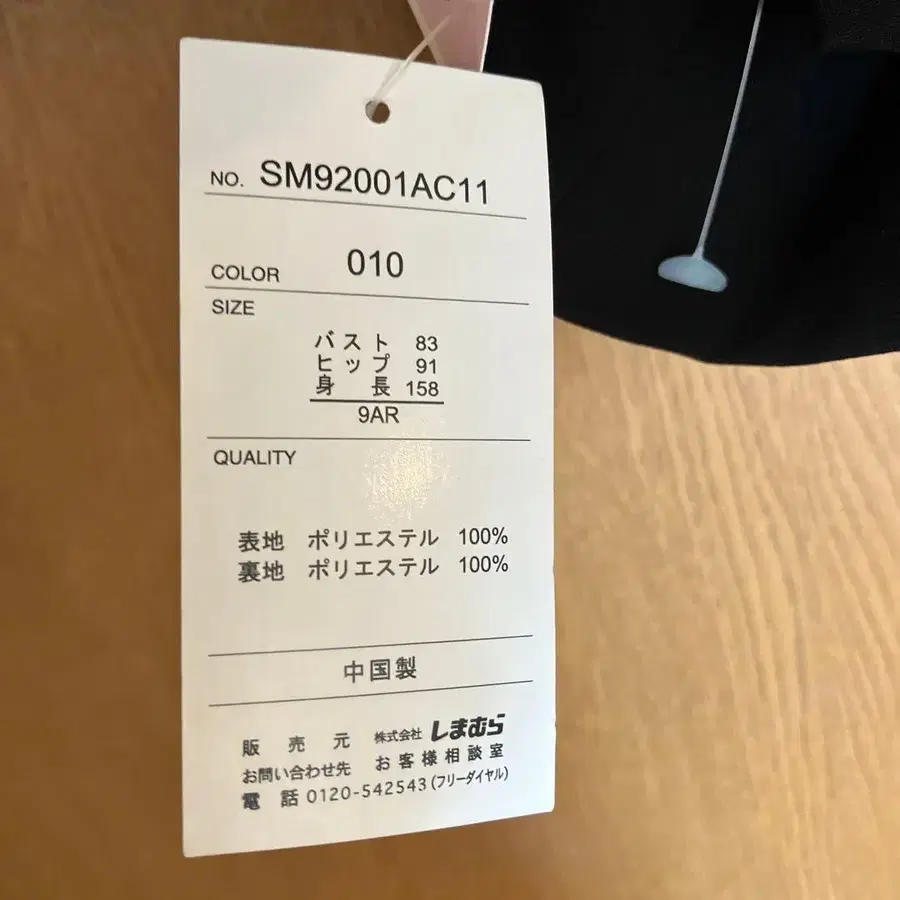 NO. SM92001AC11
COLOR 010
SIZE
バスト 83
ヒップ 91
身長 158
9AR
QUALITY
表地 ポリエステル 100%
裏地 ポリエステル 100%
中国製
販売元 株式会社 しまむら
お問い合わせ先 お客様相談室
電話 0120-542543(フリーダイヤル)